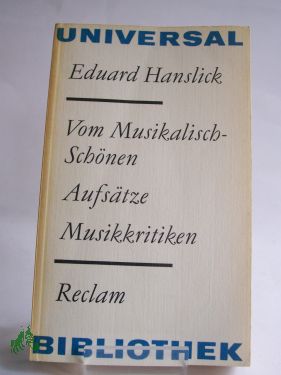 UNIVERSAL
Eduard Hanslick
Vom Musikalisch-
Schönen
Aufsätze
Musikkritiken
Reclam
BIBLIOTHEK